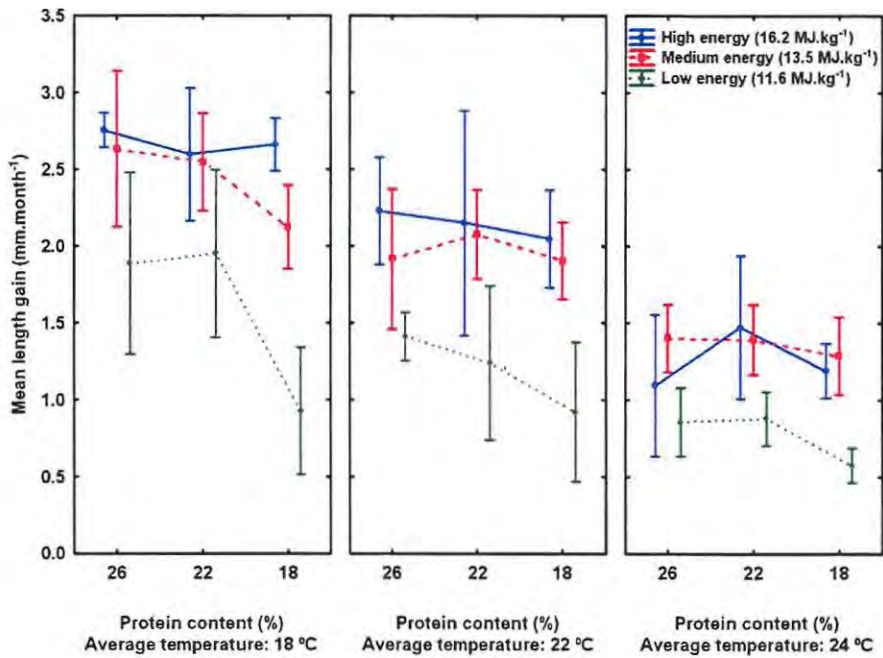 High energy (16.2 MJ.kg⁻¹)
Medium energy (13.5 MJ.kg⁻¹)
Low energy (11.6 MJ.kg⁻¹)
Mean length gain (mm.month⁻¹)
3.5
3.0
2.5
2.0
1.5
1.0
0.5
0.0
26 22 18 26 22 18 26 22 18
Protein content (%) Protein content (%) Protein content (%)
Average temperature: 18 ºC Average temperature: 22 ºC Average temperature: 24 ºC